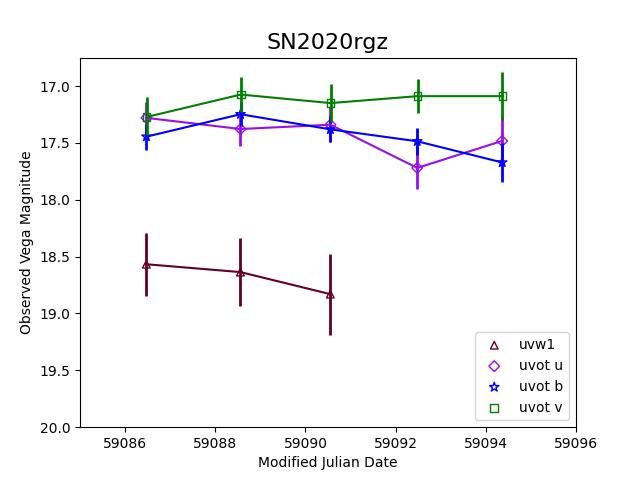 SN2020rgz
Observed Vega Magnitude
17.0
17.5
18.0
18.5
19.0
19.5
20.0
uvw1
uvot u
uvot b
uvot v
59086 59088 59090 59092 59094 59096
Modified Julian Date